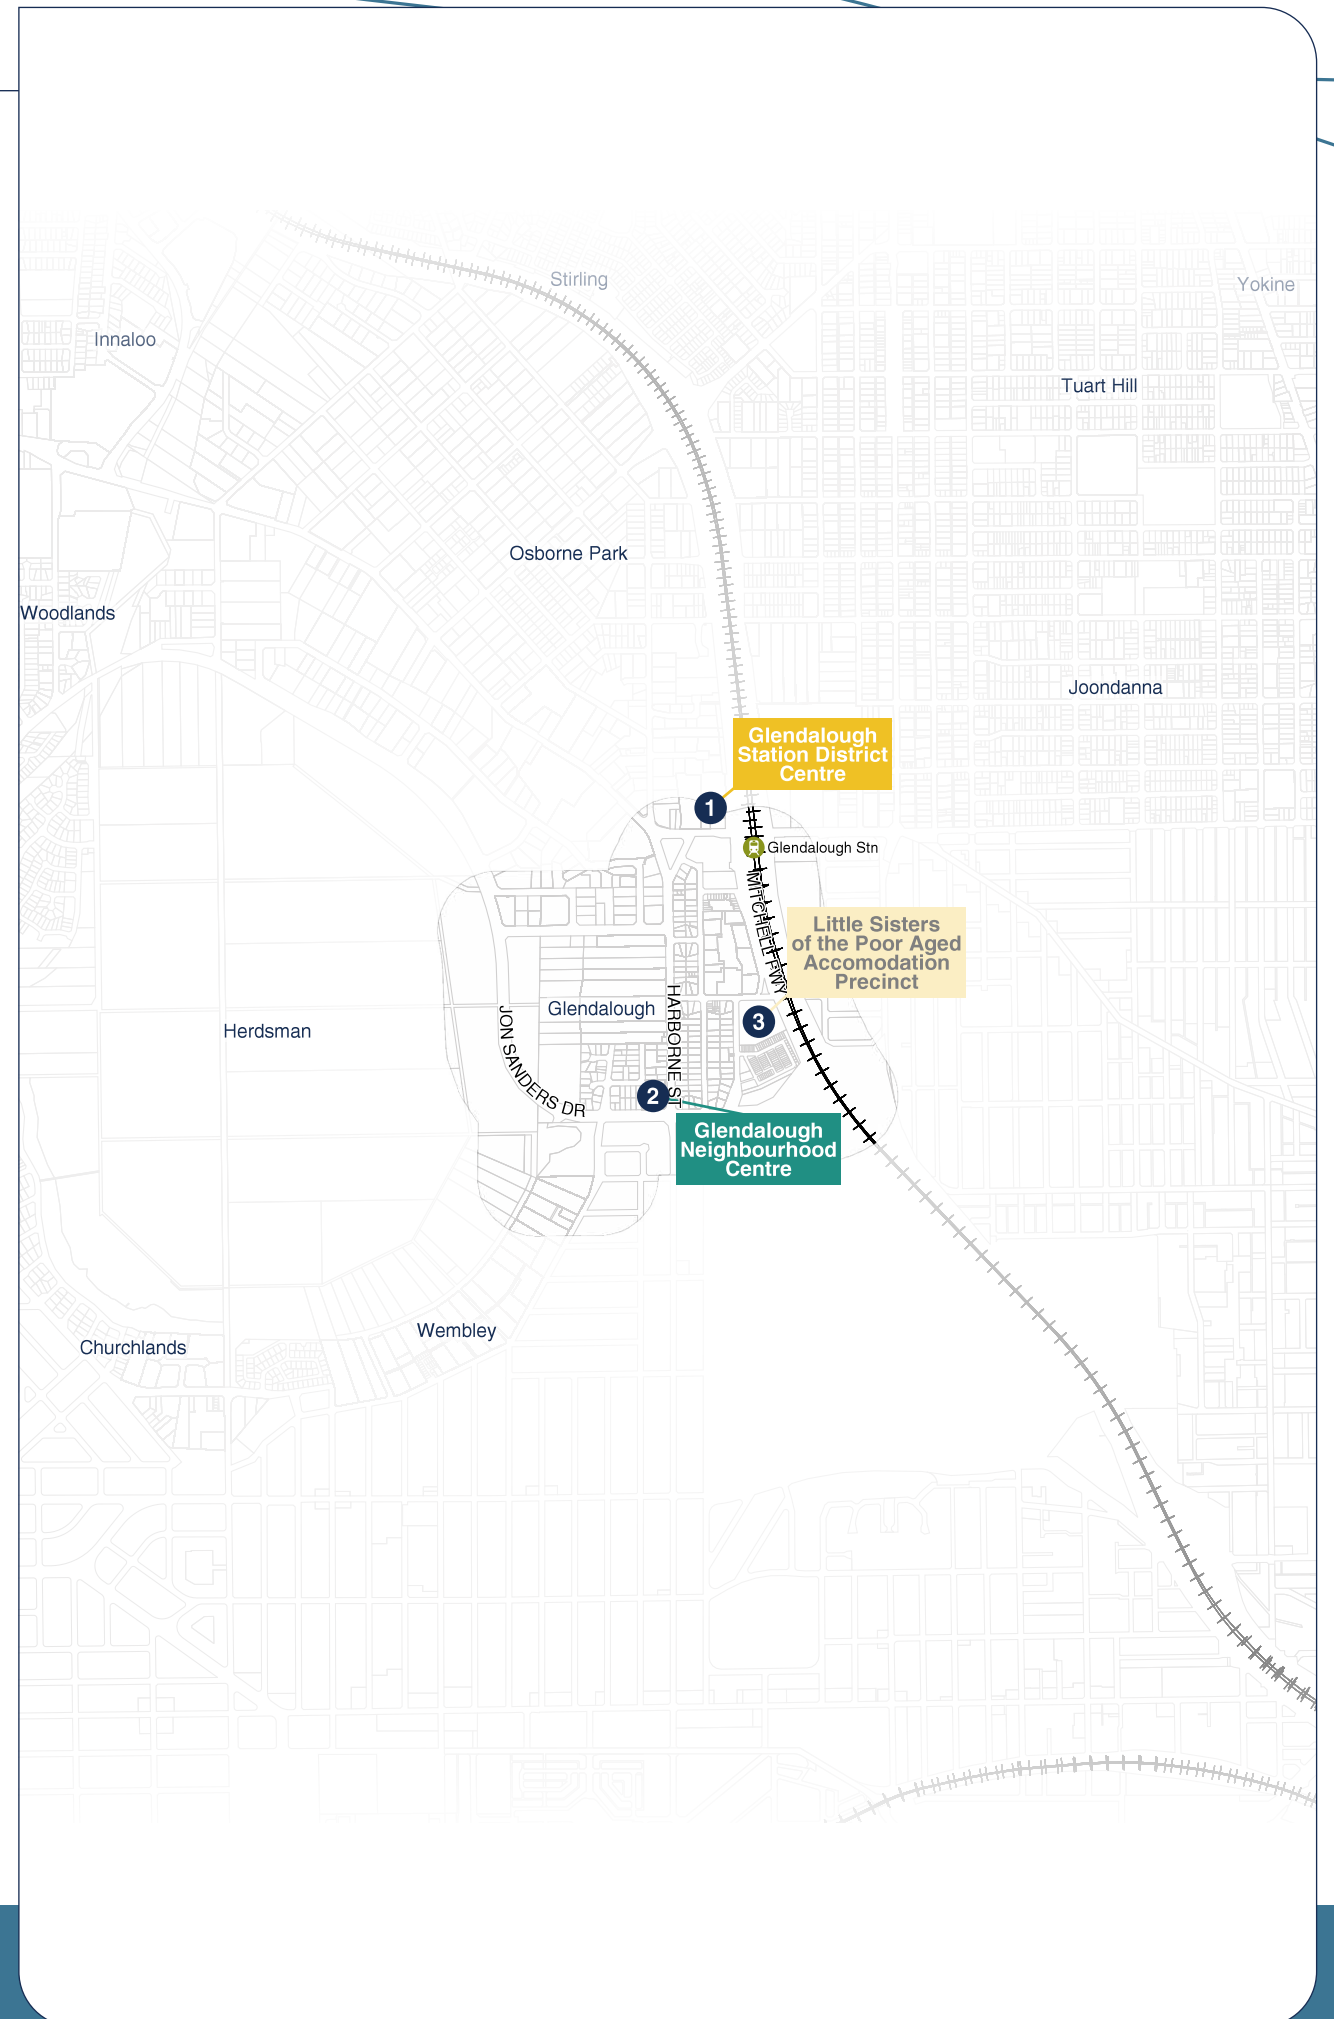 Stirling
Yokine
Innaloo
Tuart Hill
Osborne Park
Woodlands
Joondanna
Glendalough
Station District
Centre
1
Glendalough Stn
MITCHELL FWY
Little Sisters
of the Poor Aged
Accomodation
Precinct
HARBORNE ST
Glendalough
JON SANDERS DR
3
Herdsman
2
Glendalough
Neighbourhood
Centre
Wembley
Churchlands